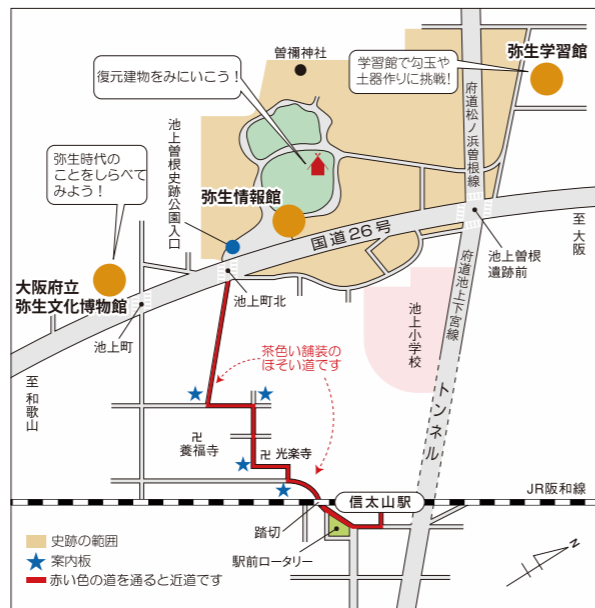 曽禰神社
復元建物をみにいこう！
学習館で勾玉や
土器作りに挑戦！
弥生学習館
弥生時代の
ことをしらべて
みよう！
池上曽根史跡公園入口
弥生情報館
府道松ノ浜曽根線
国道26号
至大阪
池上曽根
遺跡前
府道池上下宮線
大阪府立
弥生文化博物館
池上町北
池上町
池上小学校
茶色い舗装の
ほそい道です
至和歌山
トンネル
卍
養福寺
卍 光楽寺
JR阪和線
信太山駅
踏切
駅前ロータリー
史跡の範囲
案内板
赤い色の道を通ると近道です
N